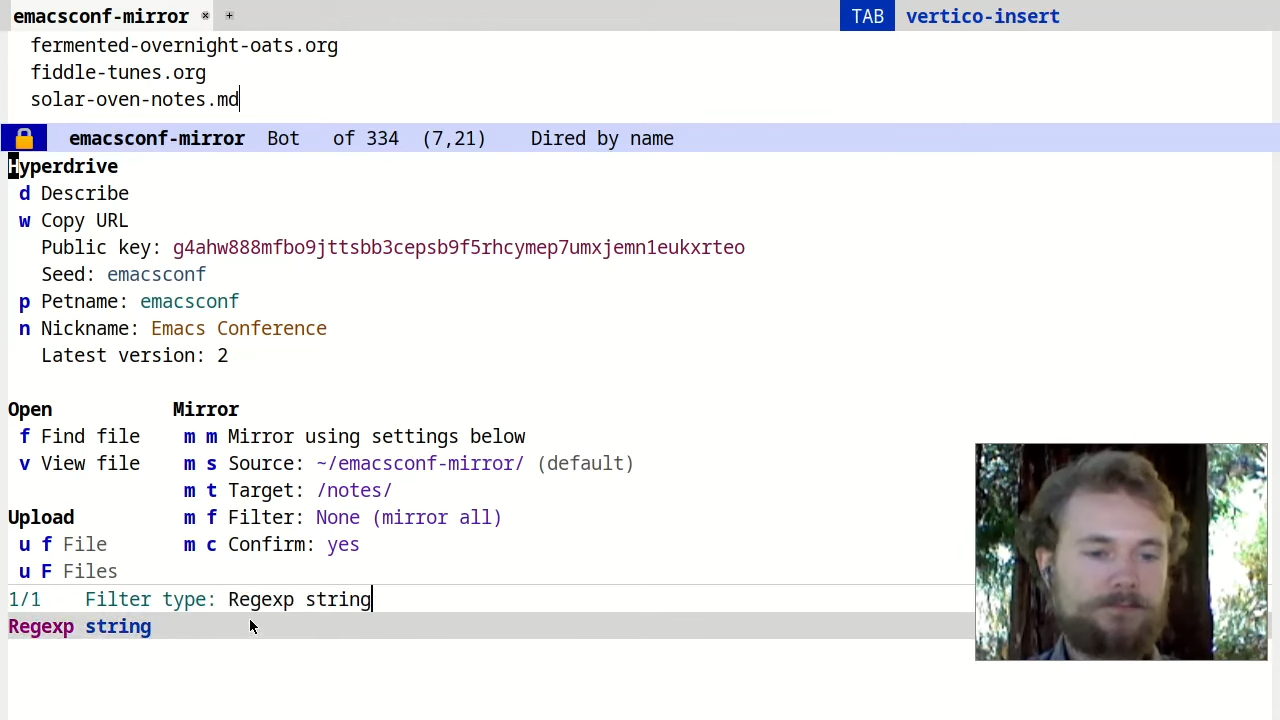 emacsconf-mirror × + TAB vertico-insert
fermented-overnight-oats.org
fiddle-tunes.org
solar-oven-notes.md
emacsconf-mirror Bot of 334 (7,21) Dired by name
Hyperdrive
d Describe
w Copy URL
Public key: g4ahw888mfbo9jttsbb3cepsb9f5rhcymep7umxjemn1eukxrteo
Seed: emacsconf
p Petname: emacsconf
n Nickname: Emacs Conference
Latest version: 2
Open Mirror
f Find file m m Mirror using settings below
v View file m s Source: ~/emacsconf-mirror/ (default)
m t Target: /notes/
Upload m f Filter: None (mirror all)
u f File m c Confirm: yes
u F Files
1/1 Filter type: Regexp string
Regexp string